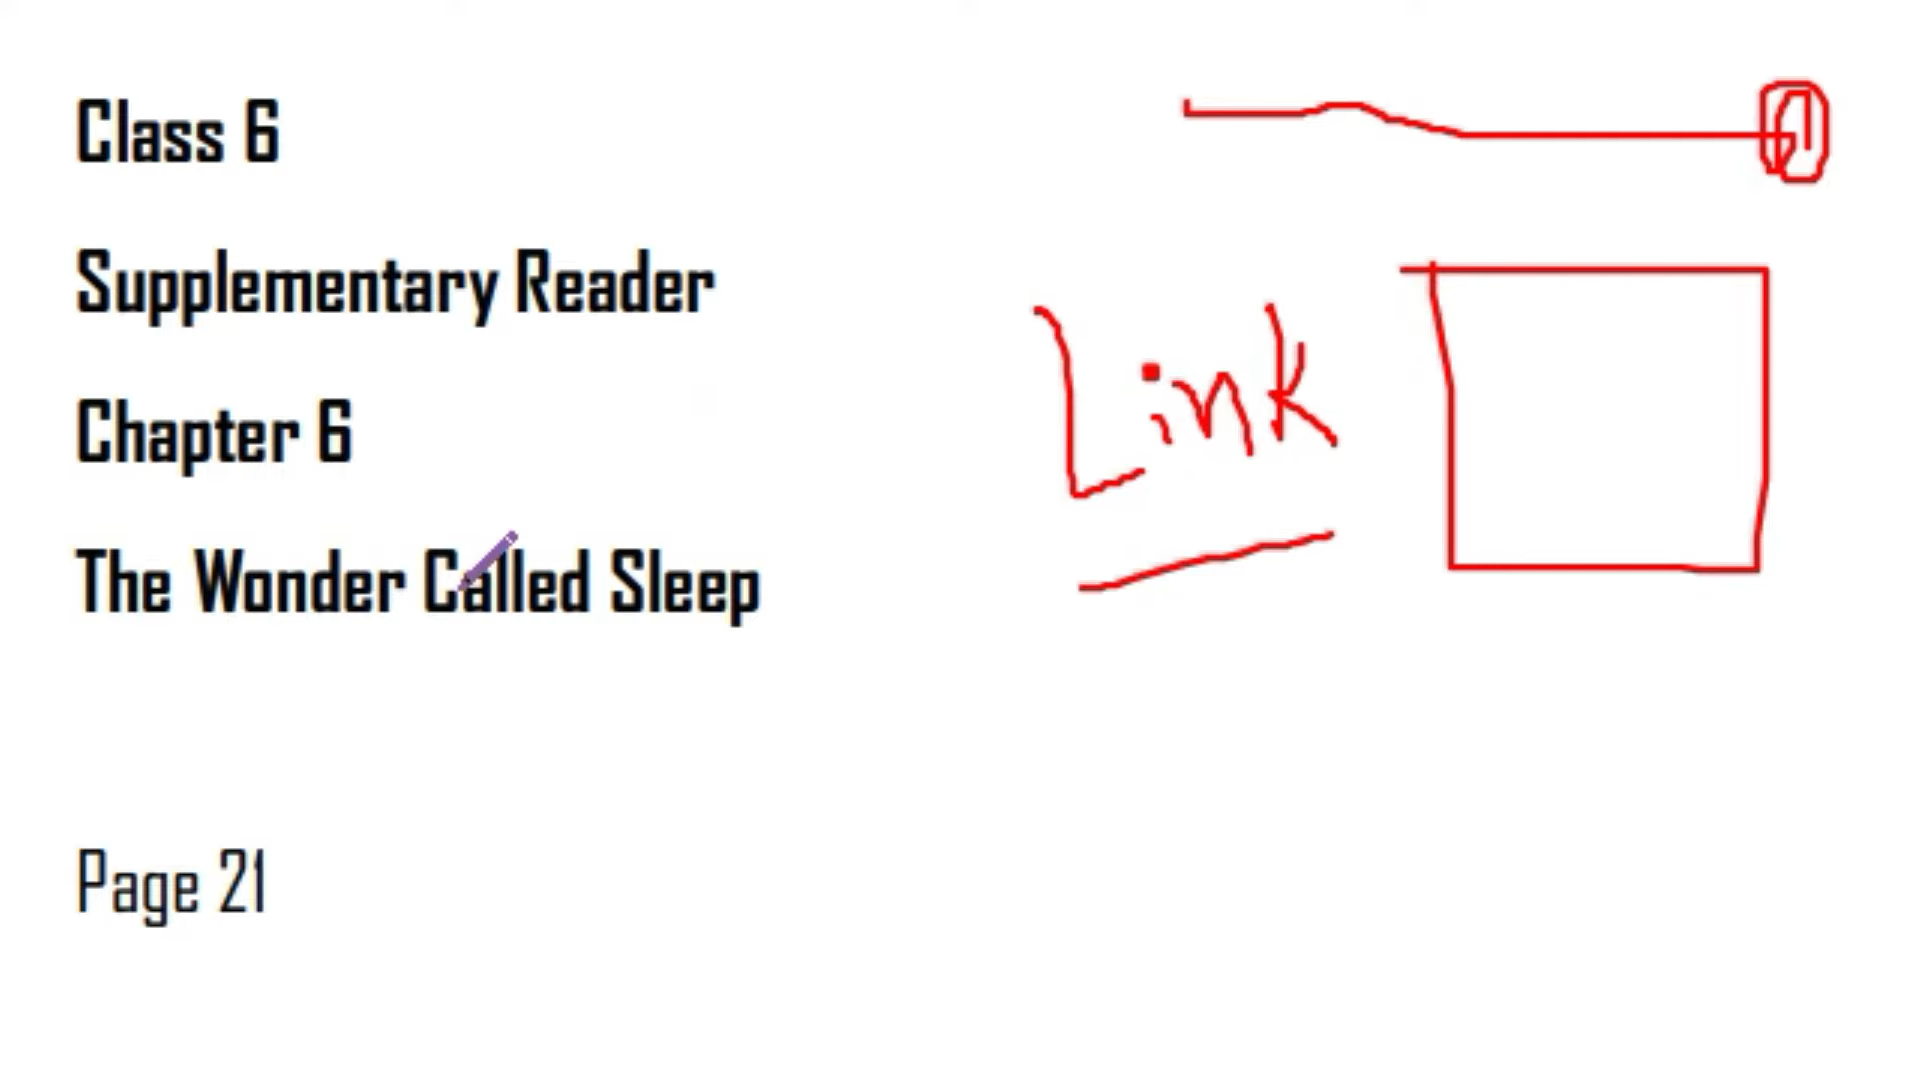 Class 6
Supplementary Reader
Chapter 6
The Wonder Called Sleep
Link
Page 21